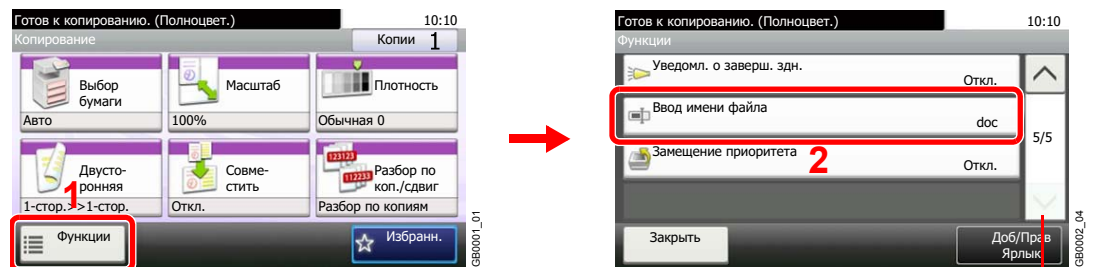 Готов к копированию. (Полноцвет.)
10:10
Копирование
Копии 1
Выбор
бумаги
Авто
Масштаб
100%
Плотность
Обычная 0
Двусто-
ронняя
1-стор.>>1-стор.
Совме-
стить
Откл.
123123
112233
Разбор по
коп./сдвиг
Разбор по копиям
1
Функции
Избранн.
GB0001_01
Готов к копированию. (Полноцвет.)
10:10
Функции
Уведомл. о заверш. здн.
Откл.
Ввод имени файла
doc
5/5
Замещение приоритета
Откл.
2
Закрыть
Доб/Прав
Ярлык
GB0002_04